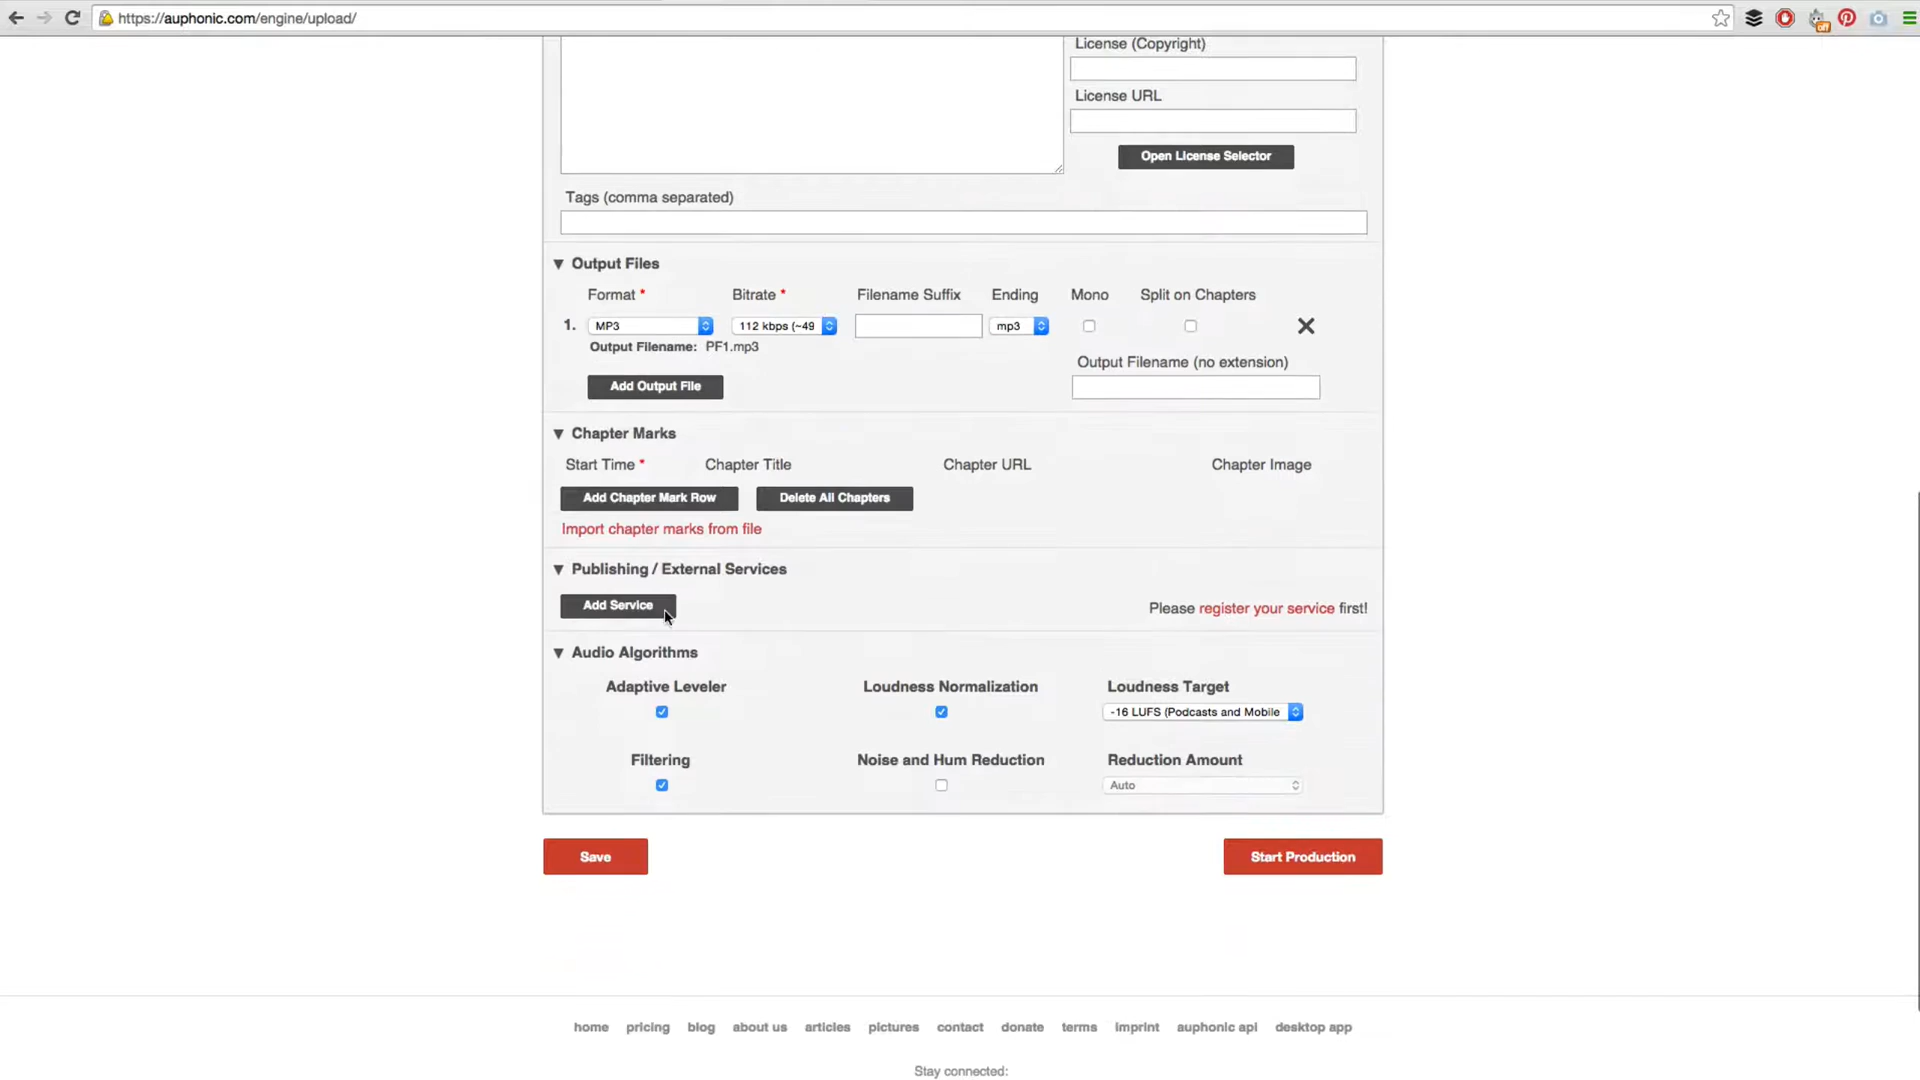 https://auphonic.com/engine/upload/
License (Copyright)
License URL
Open License Selector
Tags (comma separated)
▼ Output Files
Format * Bitrate * Filename Suffix Ending Mono Split on Chapters
1. MP3 112 kbps (~49 mp3
Output Filename: PF1.mp3
Output Filename (no extension)
Add Output File
▼ Chapter Marks
Start Time * Chapter Title Chapter URL Chapter Image
Add Chapter Mark Row Delete All Chapters
Import chapter marks from file
▼ Publishing / External Services
Add Service Please register your service first!
▼ Audio Algorithms
Adaptive Leveler Loudness Normalization Loudness Target
-16 LUFS (Podcasts and Mobile
Filtering Noise and Hum Reduction Reduction Amount
Auto
Save Start Production
home pricing blog about us articles pictures contact donate terms imprint auphonic api desktop app
Stay connected: